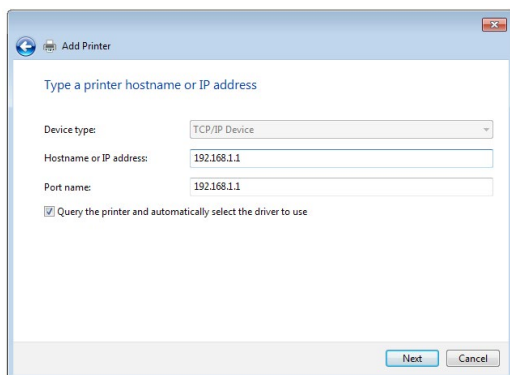 Add Printer
Type a printer hostname or IP address
Device type: TCP/IP Device
Hostname or IP address: 192.168.1.1
Port name: 192.168.1.1
Query the printer and automatically select the driver to use
Next Cancel